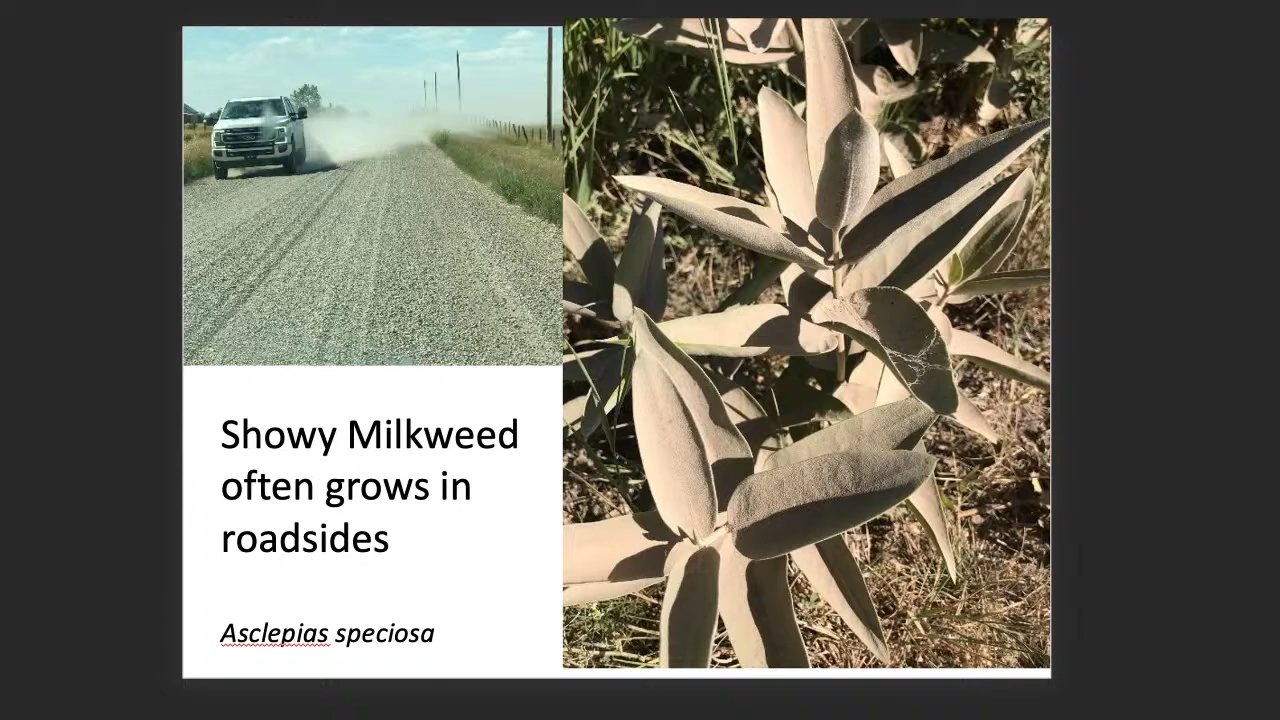 Showy Milkweed
often grows in
roadsides
Asclepias speciosa